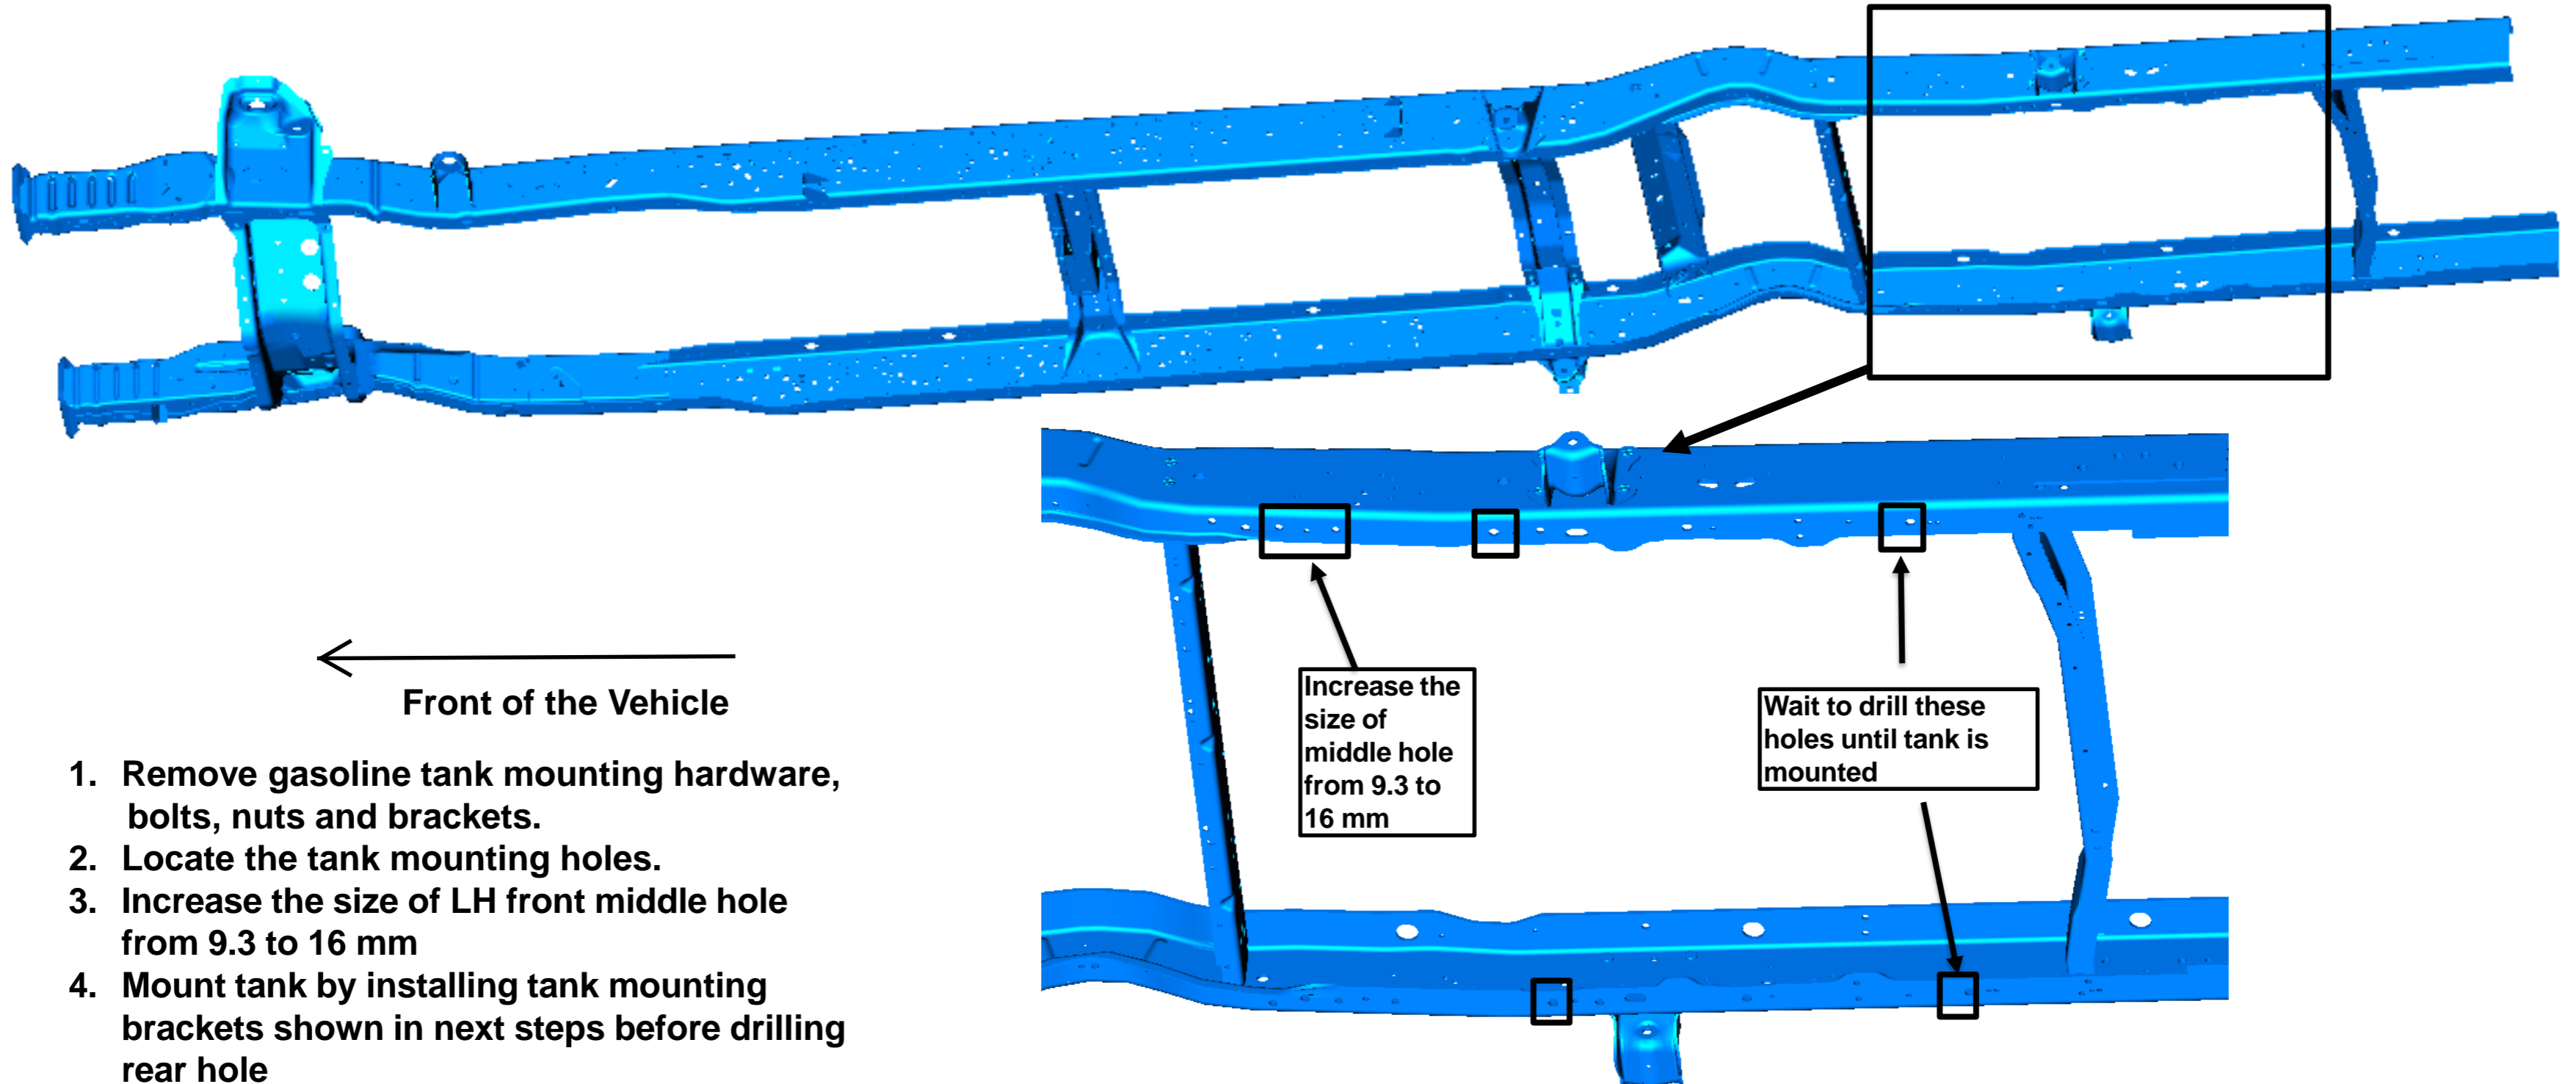 Front of the Vehicle
1. Remove gasoline tank mounting hardware,
bolts, nuts and brackets.
2. Locate the tank mounting holes.
3. Increase the size of LH front middle hole
from 9.3 to 16 mm
4. Mount tank by installing tank mounting
brackets shown in next steps before drilling
rear hole
Increase the
size of
middle hole
from 9.3 to
16 mm
Wait to drill these
holes until tank is
mounted